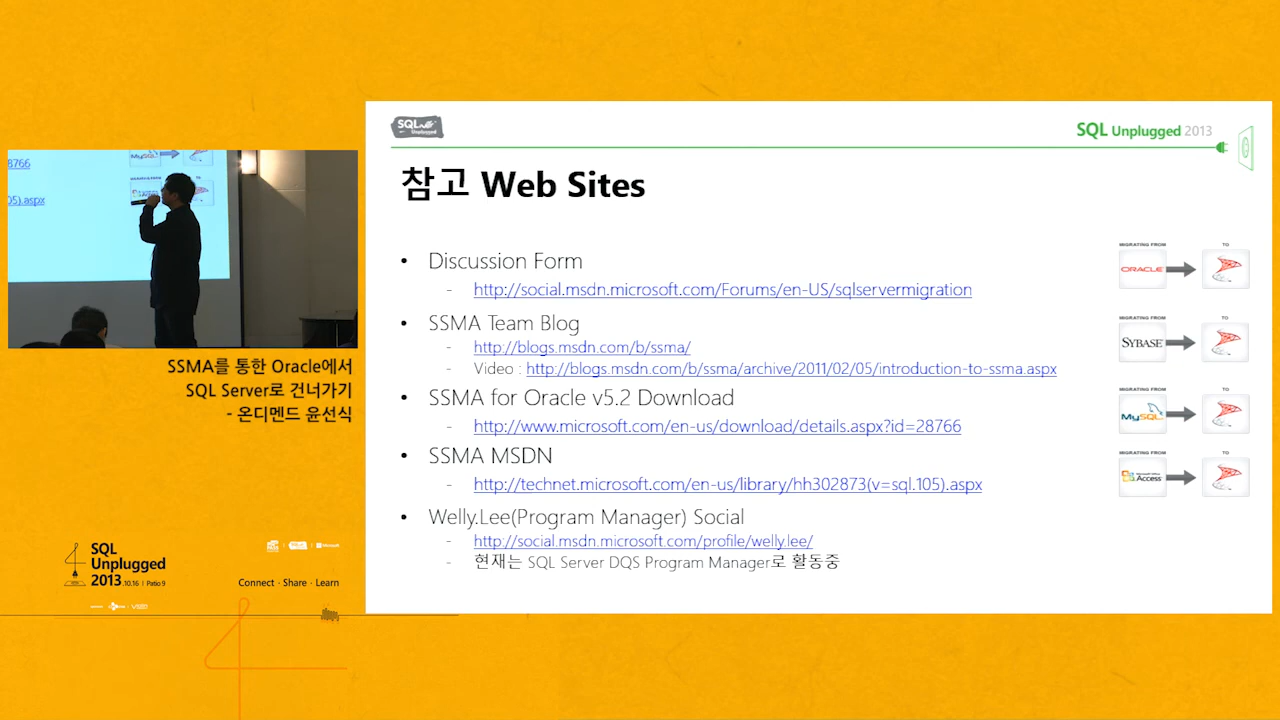 SQL
Unplugged
SQL Unplugged 2013
참고 Web Sites
• Discussion Form
- http://social.msdn.microsoft.com/Forums/en-US/sqlservermigration
• SSMA Team Blog
- http://blogs.msdn.com/b/ssma/
- Video : http://blogs.msdn.com/b/ssma/archive/2011/02/05/introduction-to-ssma.aspx
• SSMA for Oracle v5.2 Download
- http://www.microsoft.com/en-us/download/details.aspx?id=28766
• SSMA MSDN
- http://technet.microsoft.com/en-us/library/hh302873(v=sql.105).aspx
• Welly.Lee(Program Manager) Social
- http://social.msdn.microsoft.com/profile/welly.lee/
- 현재는 SQL Server DQS Program Manager로 활동중
MIGRATING FROM TO
ORACLE
MIGRATING FROM TO
SYBASE
MIGRATING FROM TO
MySQL
MIGRATING FROM TO
Access
8766
05).aspx
MySQL
SSMA를 통한 Oracle에서
SQL Server로 건너가기
- 온디멘드 윤선식
SQL
Unplugged
2013.10.16 | Patio 9
Microsoft
Connect · Share · Learn